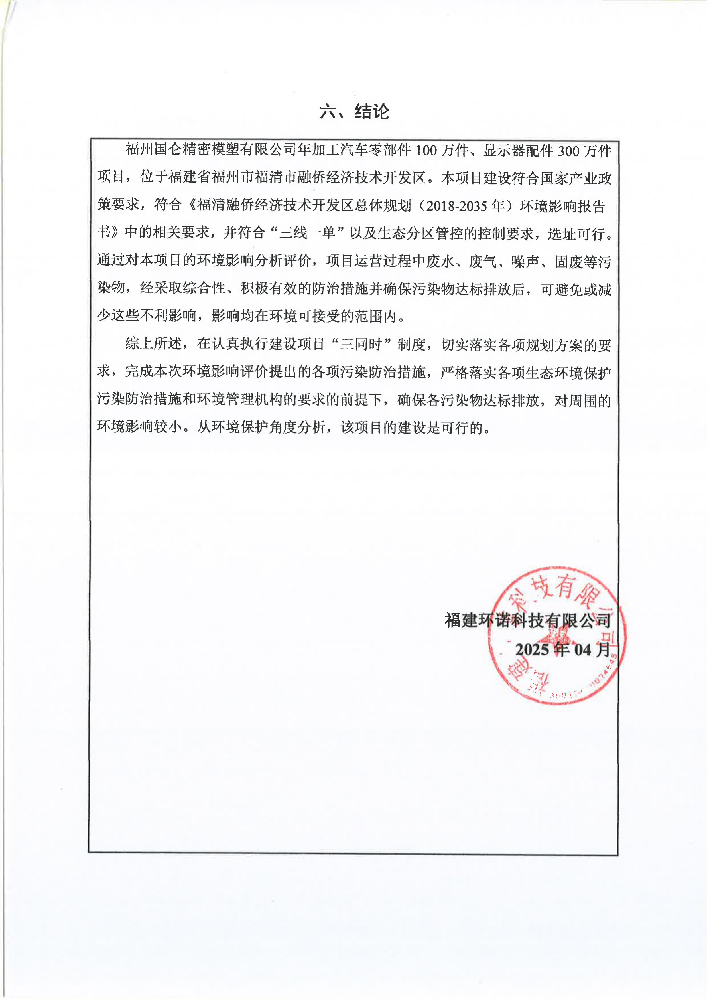 六、结论
福州国仑精密模塑有限公司年加工汽车零部件 100 万件、显示器配件 300 万件
项目，位于福建省福州市福清市融侨经济技术开发区。本项目建设符合国家产业政
策要求，符合《福清融侨经济技术开发区总体规划（2018-2035 年）环境影响报告
书》中的相关要求，并符合“三线一单”以及生态分区管控的控制要求，选址可行。
通过对本项目的环境影响分析评价，项目运营过程中废水、废气、噪声、固废等污
染物，经采取综合性、积极有效的防治措施并确保污染物达标排放后，可避免或减
少这些不利影响，影响均在环境可接受的范围内。
综上所述，在认真执行建设项目“三同时”制度，切实落实各项规划方案的要
求，完成本次环境影响评价提出的各项污染防治措施，严格落实各项生态环境保护
污染防治措施和环境管理机构的要求的前提下，确保各污染物达标排放，对周围的
环境影响较小。从环境保护角度分析，该项目的建设是可行的。
福建环诺科技有限公司
2025 年 04 月
科技有限公司